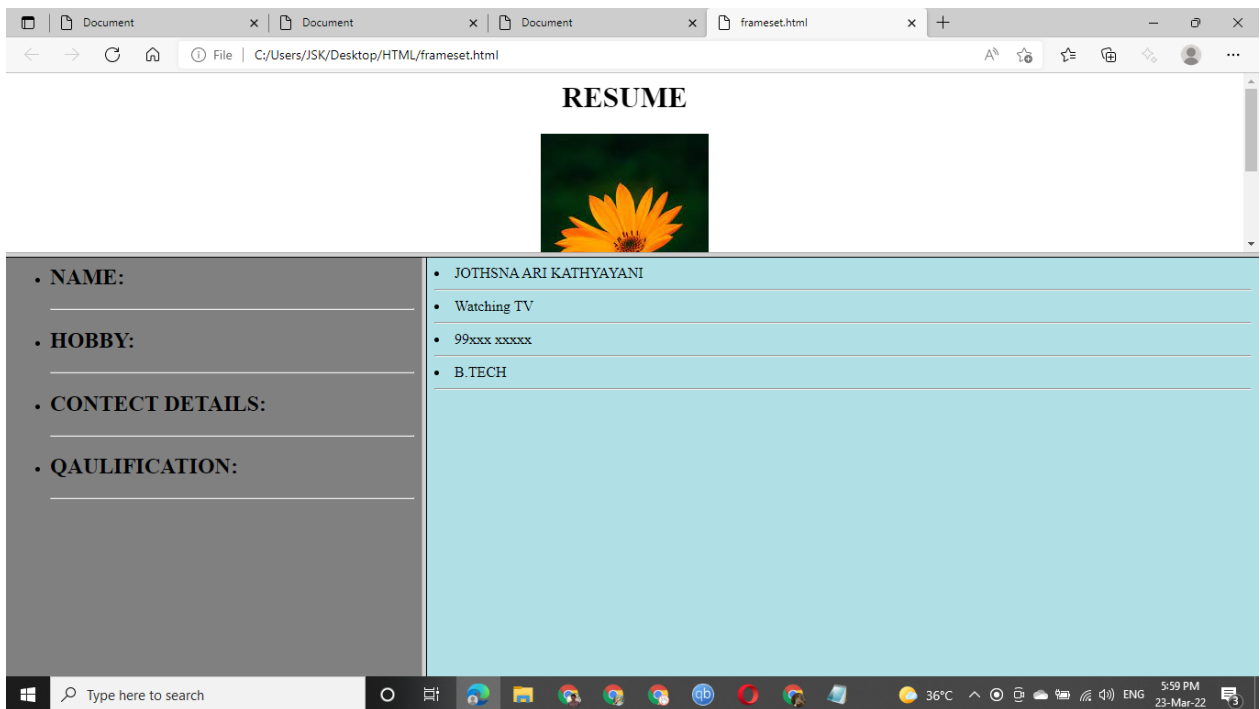 Document
Document
Document
frameset.html
File
C:/Users/JSK/Desktop/HTML/frameset.html
RESUME
• NAME:
• HOBBY:
• CONTECT DETAILS:
• QAULIFICATION:
• JOTHSNA ARI KATHYAYANI
• Watching TV
• 99xxx xxxxx
• B.TECH
Type here to search
qb
36°C
ENG
5:59 PM
23-Mar-22
3